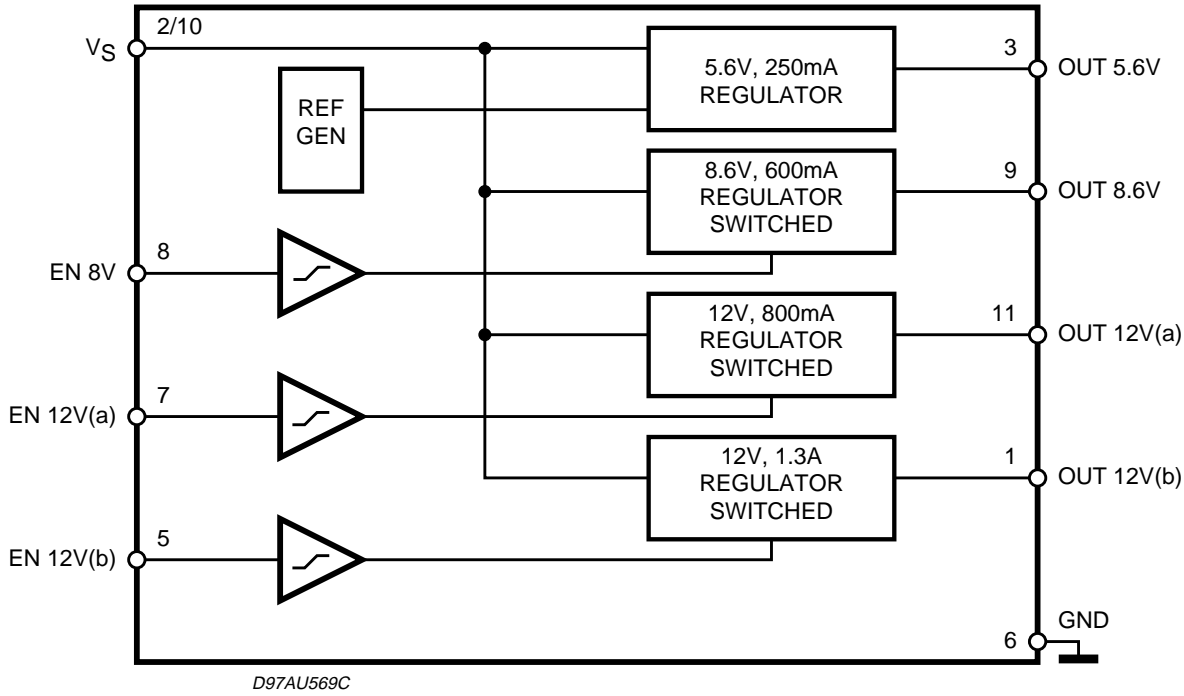 2/10
VS
5.6V, 250mA
REGULATOR
3
OUT 5.6V
REF
GEN
8.6V, 600mA
REGULATOR
SWITCHED
9
OUT 8.6V
8
EN 8V
12V, 800mA
REGULATOR
SWITCHED
11
OUT 12V(a)
7
EN 12V(a)
12V, 1.3A
REGULATOR
SWITCHED
1
OUT 12V(b)
5
EN 12V(b)
6
GND
D97AU569C